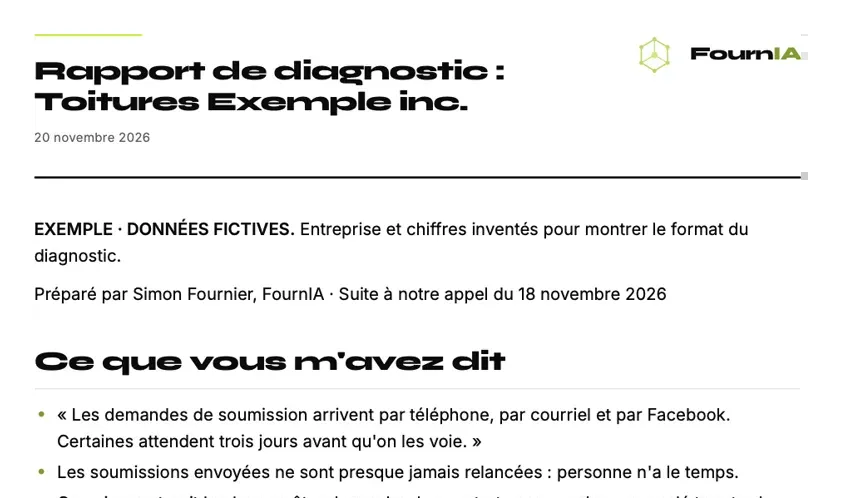 Rapport de diagnostic :
Toitures Exemple inc.
FournIA
20 novembre 2026
EXEMPLE · DONNÉES FICTIVES. Entreprise et chiffres inventés pour montrer le format du
diagnostic.
Préparé par Simon Fournier, FournIA · Suite à notre appel du 18 novembre 2026
Ce que vous m'avez dit
• « Les demandes de soumission arrivent par téléphone, par courriel et par Facebook.
Certaines attendent trois jours avant qu'on les voie. »
• Les soumissions envoyées ne sont presque jamais relancées : personne n'a le temps.